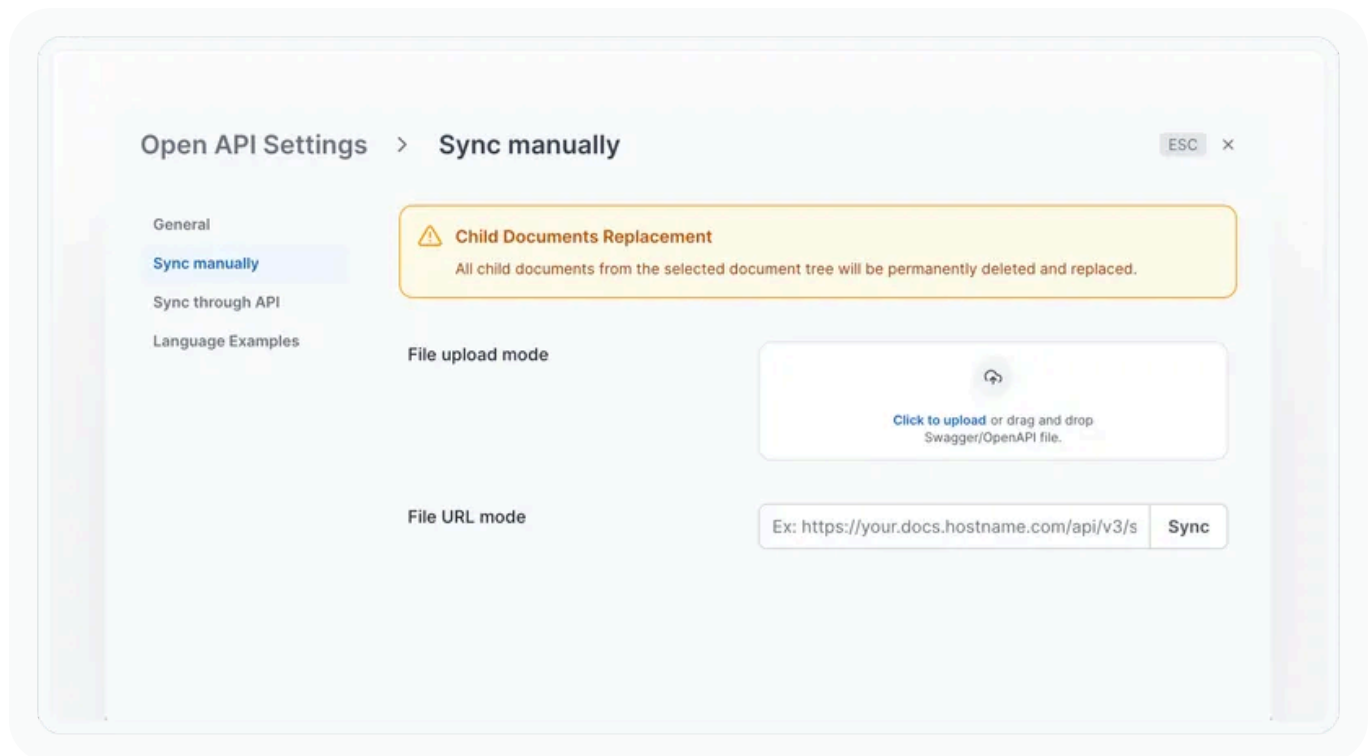 Open API Settings > Sync manually
ESC ×
General
Sync manually
Sync through API
Language Examples
Child Documents Replacement
All child documents from the selected document tree will be permanently deleted and replaced.
File upload mode
Click to upload or drag and drop
Swagger/OpenAPI file.
File URL mode
Ex: https://your.docs.hostname.com/api/v3/s
Sync